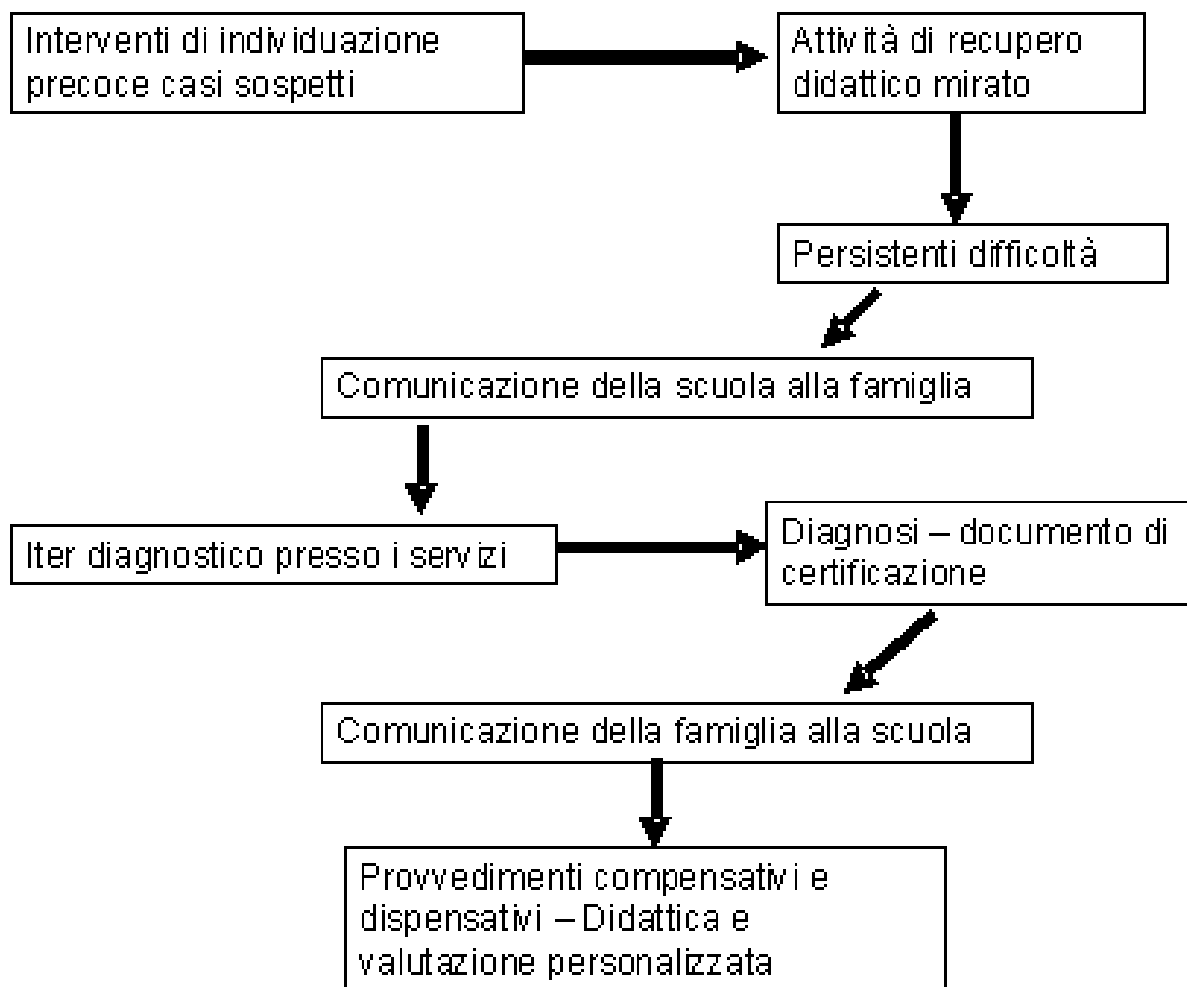 Interventi di individuazione
precoce casi sospetti
Attività di recupero
didattico mirato
Persistenti difficoltà
Comunicazione della scuola alla famiglia
Iter diagnostico presso i servizi
Diagnosi – documento di
certificazione
Comunicazione della famiglia alla scuola
Provvedimenti compensativi e
dispensativi – Didattica e
valutazione personalizzata